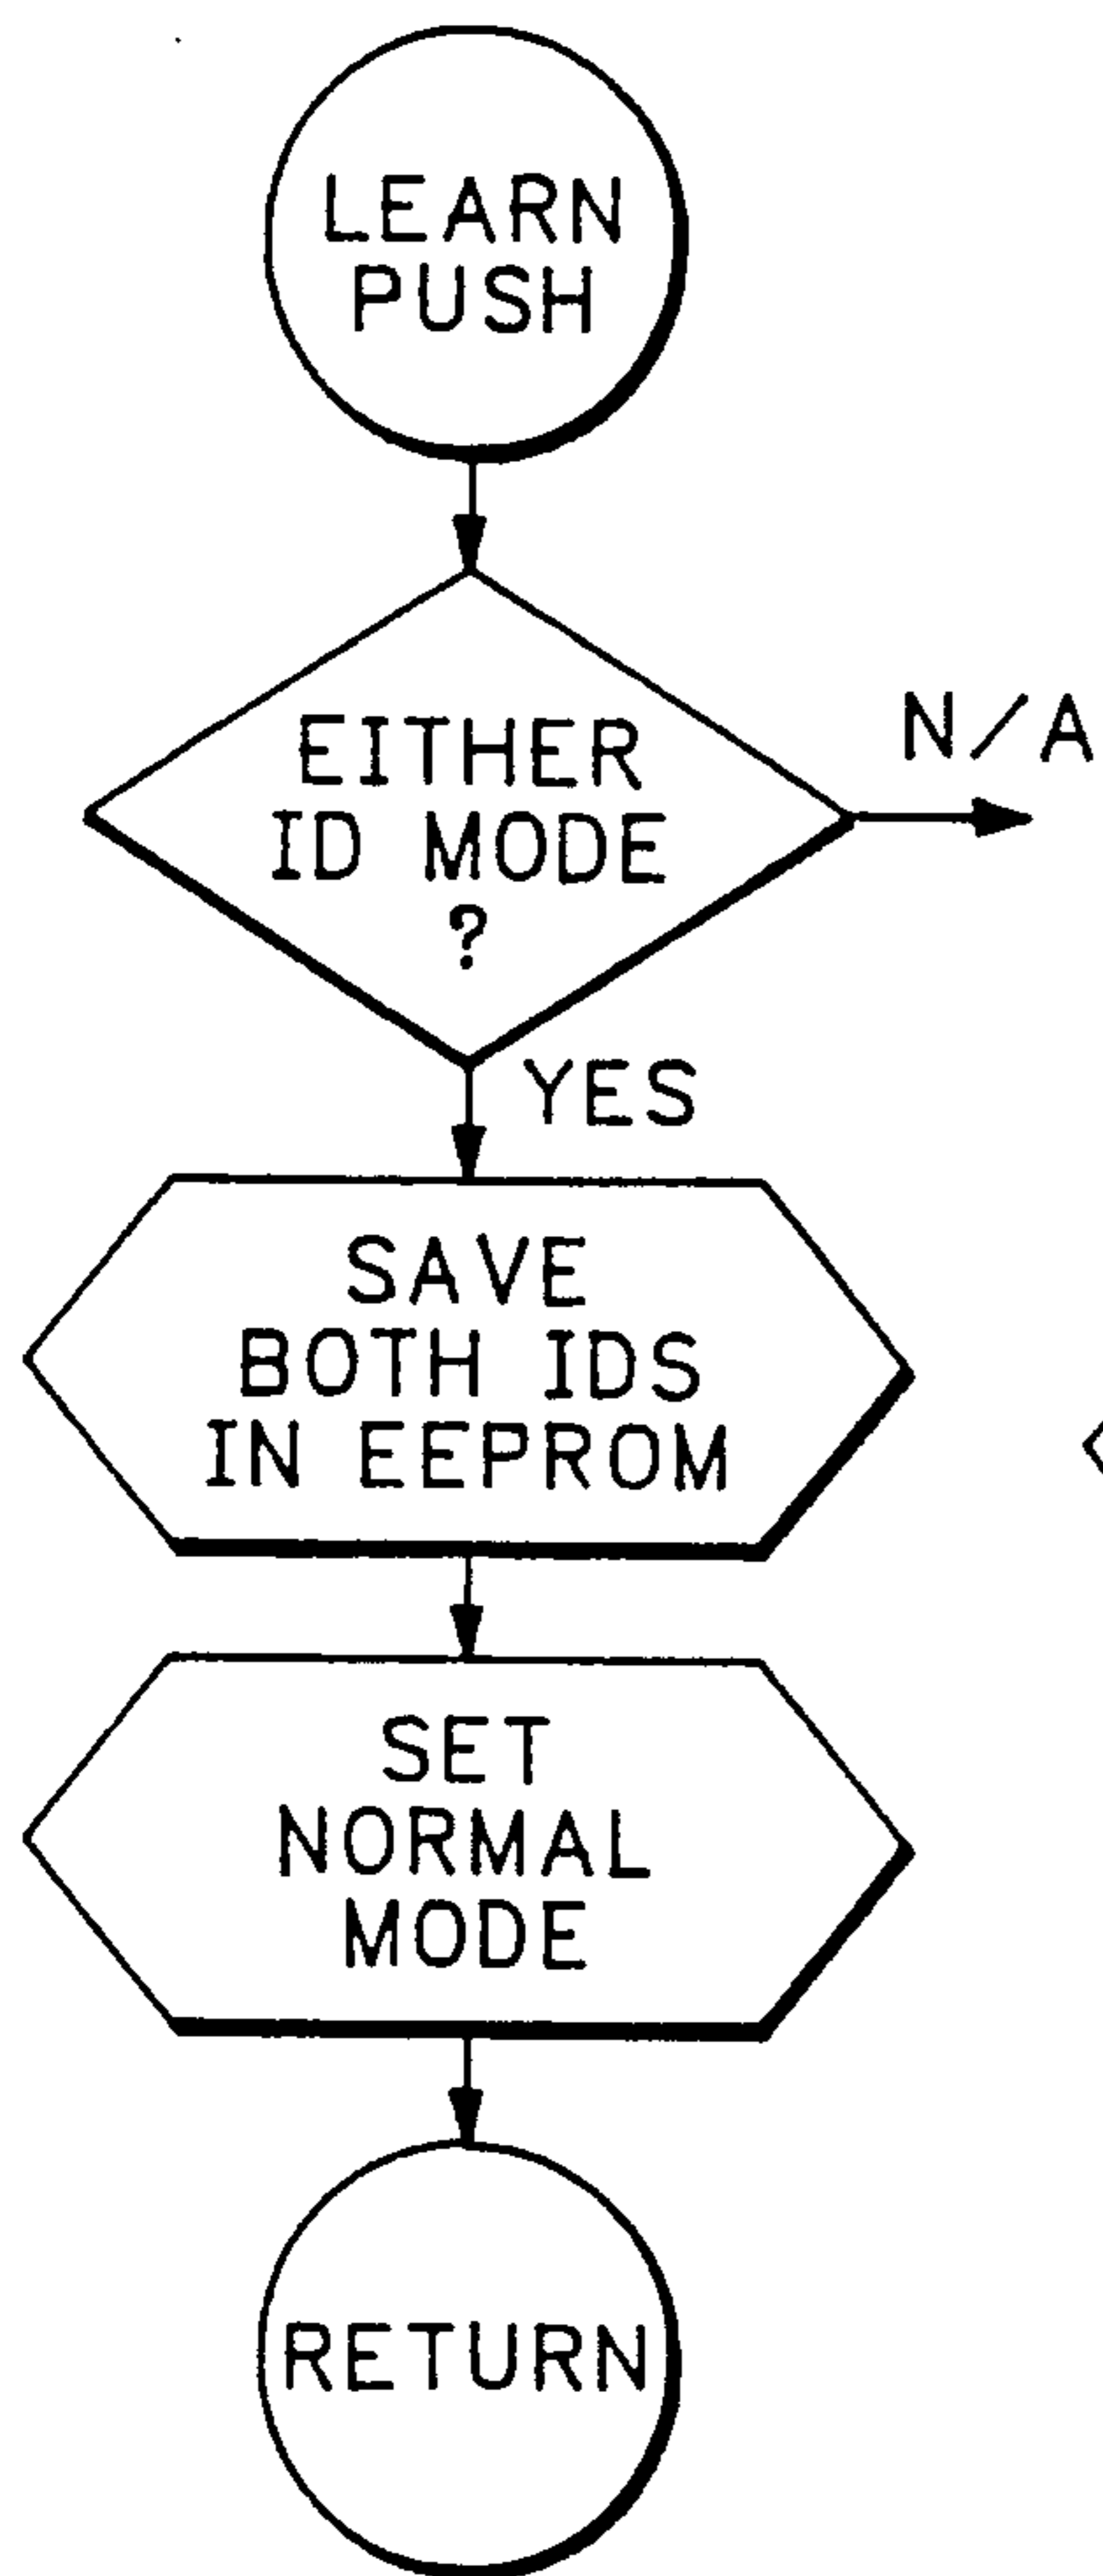 LEARN
PUSH
EITHER
ID MODE
?
N/A
YES
SAVE
BOTH IDS
IN EEPROM
SET
NORMAL
MODE
RETURN